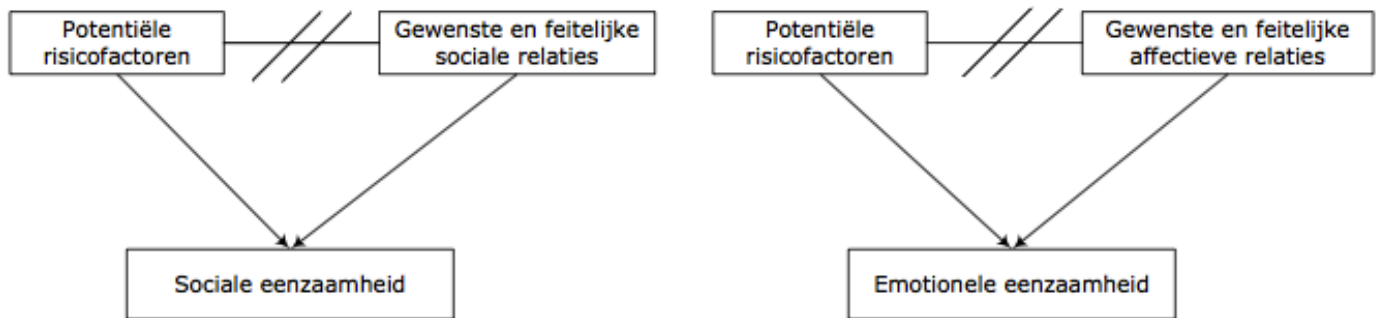 Potentiële
risicofactoren
Gewenste en feitelijke
sociale relaties
Sociale eenzaamheid
Potentiële
risicofactoren
Gewenste en feitelijke
affectieve relaties
Emotionele eenzaamheid